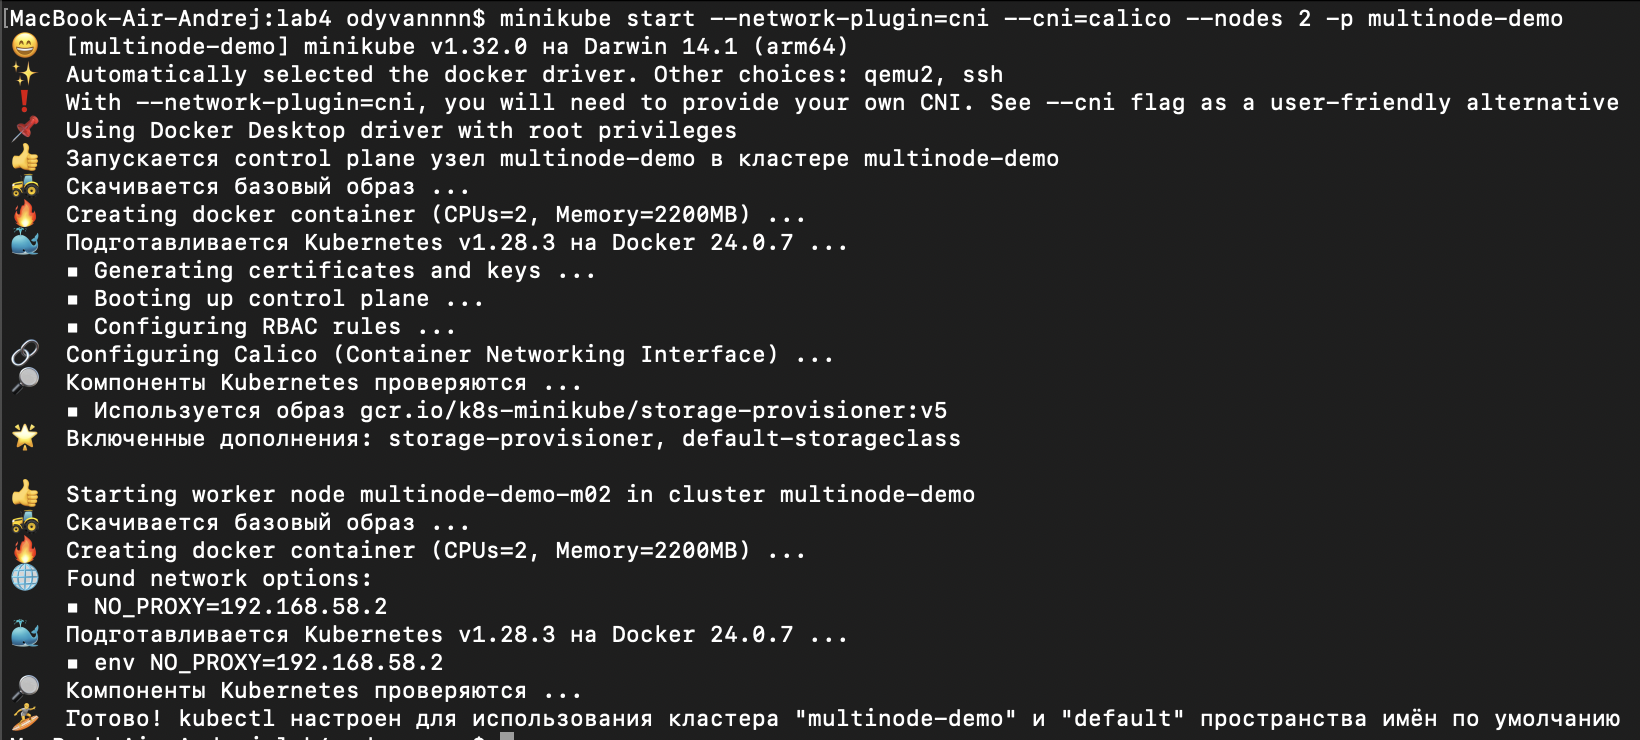 [MacBook-Air-Andrej:lab4 odyvannnn$ minikube start --network-plugin=cni --cni=calico --nodes 2 -p multinode-demo
😄 [multinode-demo] minikube v1.32.0 на Darwin 14.1 (arm64)
✨ Automatically selected the docker driver. Other choices: qemu2, ssh
❗ With --network-plugin=cni, you will need to provide your own CNI. See --cni flag as a user-friendly alternative
📌 Using Docker Desktop driver with root privileges
👍 Запускается control plane узел multinode-demo в кластере multinode-demo
🚜 Скачивается базовый образ ...
🔥 Creating docker container (CPUs=2, Memory=2200MB) ...
🐳 Подготавливается Kubernetes v1.28.3 на Docker 24.0.7 ...
▪ Generating certificates and keys ...
▪ Booting up control plane ...
▪ Configuring RBAC rules ...
🔗 Configuring Calico (Container Networking Interface) ...
🔎 Компоненты Kubernetes проверяются ...
▪ Используется образ gcr.io/k8s-minikube/storage-provisioner:v5
🌟 Включенные дополнения: storage-provisioner, default-storageclass
👍 Starting worker node multinode-demo-m02 in cluster multinode-demo
🚜 Скачивается базовый образ ...
🔥 Creating docker container (CPUs=2, Memory=2200MB) ...
🌐 Found network options:
▪ NO_PROXY=192.168.58.2
🐳 Подготавливается Kubernetes v1.28.3 на Docker 24.0.7 ...
▪ env NO_PROXY=192.168.58.2
🔎 Компоненты Kubernetes проверяются ...
🏄 Готово! kubectl настроен для использования кластера "multinode-demo" и "default" пространства имён по умолчанию